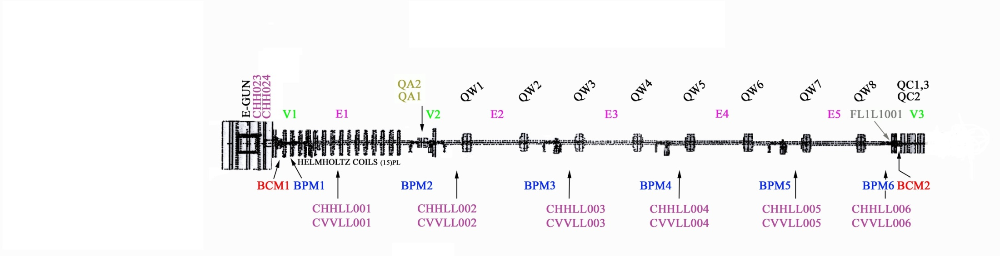 E-GUN
CHH023
CHH024
QA2
QA1
QW1
QW2
QW3
QW4
QW5
QW6
QW7
QW8
QC1,3
QC2
V1
E1
V2
E2
E3
E4
E5
FL1L1001
V3
HELMHOLTZ COILS (15)PL
BCM1
BPM1
BPM2
BPM3
BPM4
BPM5
BPM6
BCM2
CHHLL001
CVVLL001
CHHLL002
CVVLL002
CHHLL003
CVVLL003
CHHLL004
CVVLL004
CHHLL005
CVVLL005
CHHLL006
CVVLL006